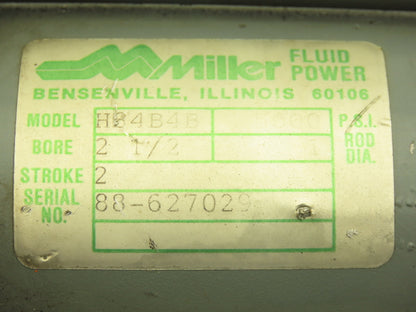 Miller FLUID POWER
BENSENVILLE, ILLINOIS 60106
MODEL H84B4B P.S.I.
BORE 2 1/2 1 ROD DIA.
STROKE 2
SERIAL NO. 88-627029